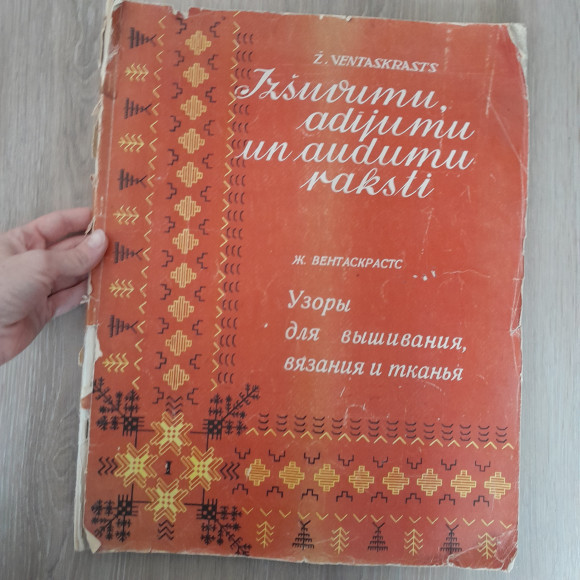 Ž. VENTASKRASTS
Izšuvumu,
adījumu
un audumu
raksti
Ж. ВЕНТАСКРАСТС
Узоры
для вышивания,
вязания и тканья